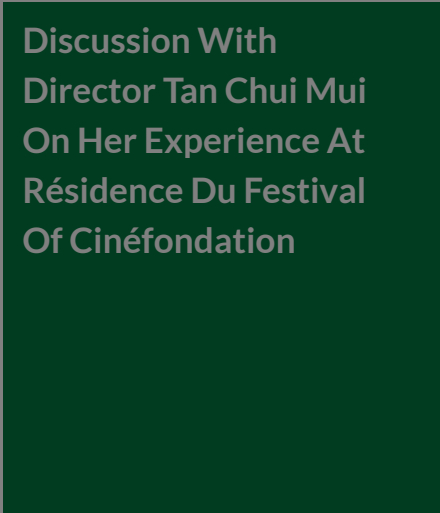 Discussion With
Director Tan Chui Mui
On Her Experience At
Résidence Du Festival
Of Cinéfondation